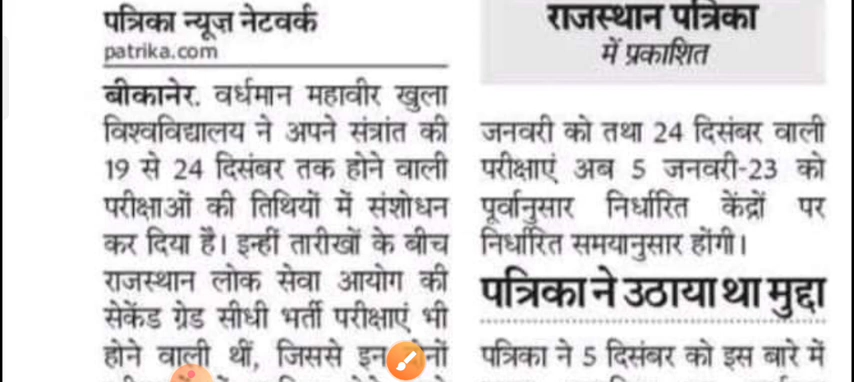 पत्रिका न्यूज़ नेटवर्क
patrika.com
बीकानेर. वर्धमान महावीर खुला
विश्वविद्यालय ने अपने संत्रांत की
19 से 24 दिसंबर तक होने वाली
परीक्षाओं की तिथियों में संशोधन
कर दिया है। इन्हीं तारीखों के बीच
राजस्थान लोक सेवा आयोग की
सेकेंड ग्रेड सीधी भर्ती परीक्षाएं भी
होने वाली थीं, जिससे इन
राजस्थान पत्रिका
में प्रकाशित
जनवरी को तथा 24 दिसंबर वाली
परीक्षाएं अब 5 जनवरी-23 को
पूर्वानुसार निर्धारित केंद्रों पर
निर्धारित समयानुसार होंगी।
पत्रिका ने उठाया था मुद्दा
पत्रिका ने 5 दिसंबर को इस बारे में